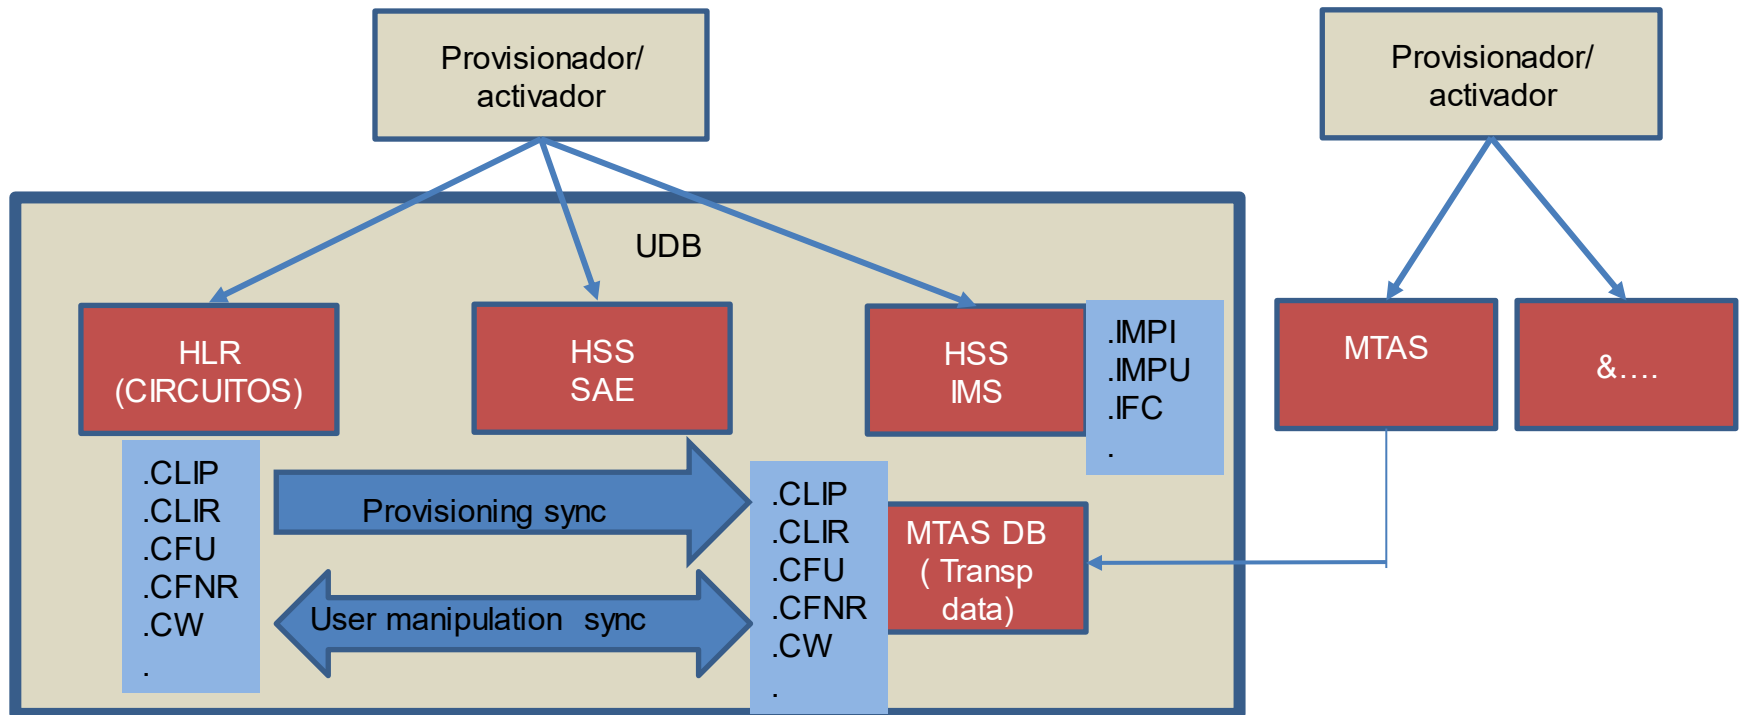 Provisionador/
activador
Provisionador/
activador
UDB
HLR
(CIRCUITOS)
HSS
SAE
HSS
IMS
.IMPI
.IMPU
.IFC
.
MTAS
&....
.CLIP
.CLIR
.CFU
.CFNR
.CW
.
Provisioning sync
User manipulation sync
.CLIP
.CLIR
.CFU
.CFNR
.CW
.
MTAS DB
( Transp
data)